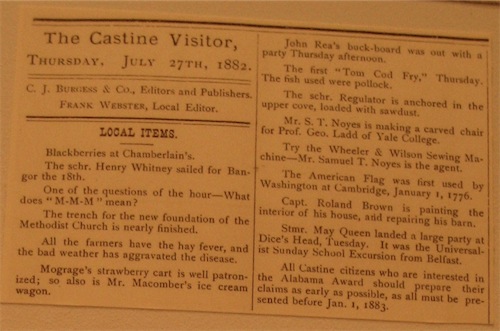 The Castine Visitor,
Thursday, July 27th, 1882.
C. J. Burgess & Co., Editors and Publishers.
Frank Webster, Local Editor.
LOCAL ITEMS.
Blackberries at Chamberlain's.
The schr. Henry Whitney sailed for Ban-
gor the 18th.
One of the questions of the hour—What
does "M-M-M" mean?
The trench for the new foundation of the
Methodist Church is nearly finished.
All the farmers have the hay fever, and
the bad weather has aggravated the disease.
Mograge's strawberry cart is well patron-
ized; so also is Mr. Macomber's ice cream
wagon.
John Rea's buck-board was out with a
party Thursday afternoon.
The first "Tom Cod Fry," Thursday.
The fish used were pollock.
The schr. Regulator is anchored in the
upper cove, loaded with sawdust.
Mr. S. T. Noyes is making a carved chair
for Prof. Geo. Ladd of Yale College.
Try the Wheeler & Wilson Sewing Ma-
chine—Mr. Samuel T. Noyes is the agent.
The American Flag was first used by
Washington at Cambridge, January 1, 1776.
Capt. Roland Brown is painting the
interior of his house, and repairing his barn.
Stmr. May Queen landed a large party at
Dice's Head, Tuesday. It was the Universal-
ist Sunday School Excursion from Belfast.
All Castine citizens who are interested in
the Alabama Award should prepare their
claims as early as possible, as all must be pre-
sented before Jan. 1, 1883.